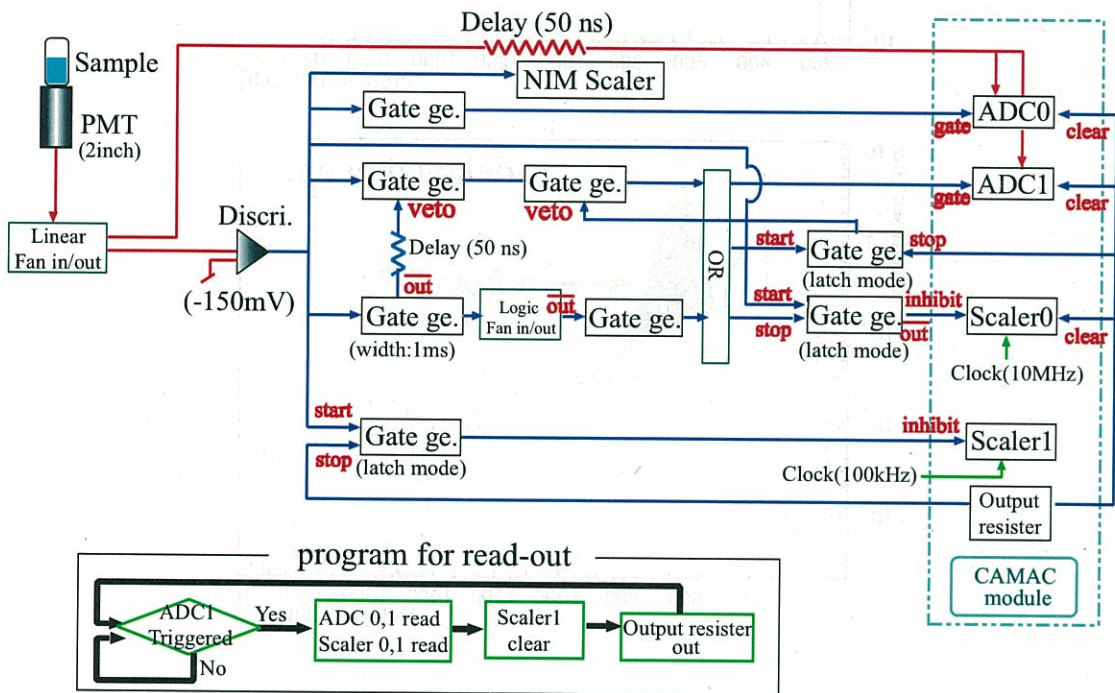 Delay (50 ns)
Sample
PMT
(2inch)
NIM Scaler
Gate ge.
gate
ADC0
clear
Gate ge.
veto
Gate ge.
veto
gate
ADC1
clear
Discri.
Linear
Fan in/out
(-150mV)
Delay (50 ns)
out
OR
start
Gate ge.
stop
(latch mode)
Gate ge.
(width:1ms)
Logic
Fan in/out
out
Gate ge.
start
stop
Gate ge.
(latch mode)
inhibit
out
Scaler0
clear
Clock(10MHz)
start
stop
Gate ge.
(latch mode)
inhibit
Scaler1
Clock(100kHz)
Output
resister
CAMAC
module
program for read-out
ADC1
Triggered
Yes
No
ADC 0,1 read
Scaler 0,1 read
Scaler1
clear
Output resister
out